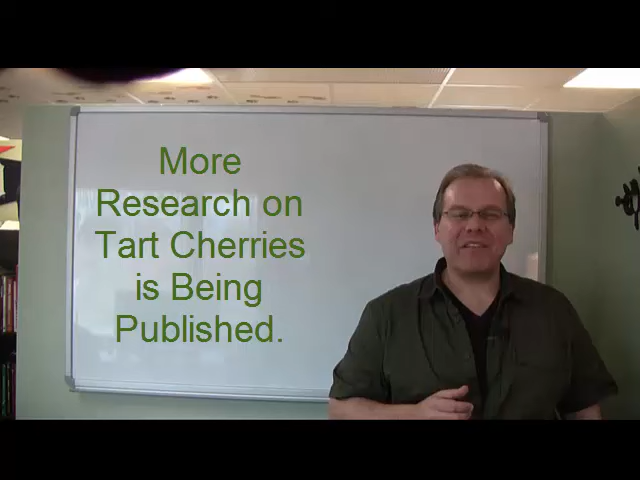 More
Research on
Tart Cherries
is Being
Published.